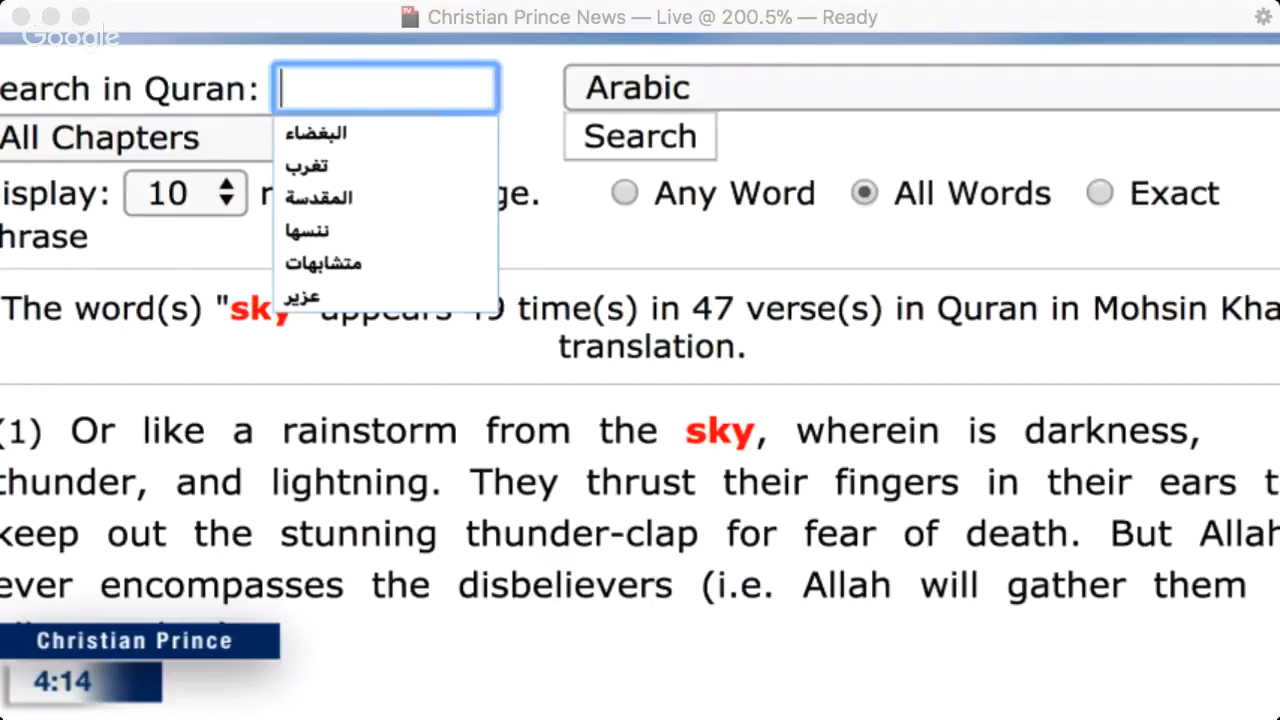 Christian Prince News — Live @ 200.5% — Ready
Google
earch in Quran:
Arabic
البغضاء
تغرب
المقدسة
ننسها
متشابهات
عزير
All Chapters
Search
isplay: 10 ge. Any Word All Words Exact
hrase
The word(s) "sky appears 49 time(s) in 47 verse(s) in Quran in Mohsin Kha
translation.
(1) Or like a rainstorm from the sky, wherein is darkness,
thunder, and lightning. They thrust their fingers in their ears t
keep out the stunning thunder-clap for fear of death. But Allah
ever encompasses the disbelievers (i.e. Allah will gather them
Christian Prince
4:14